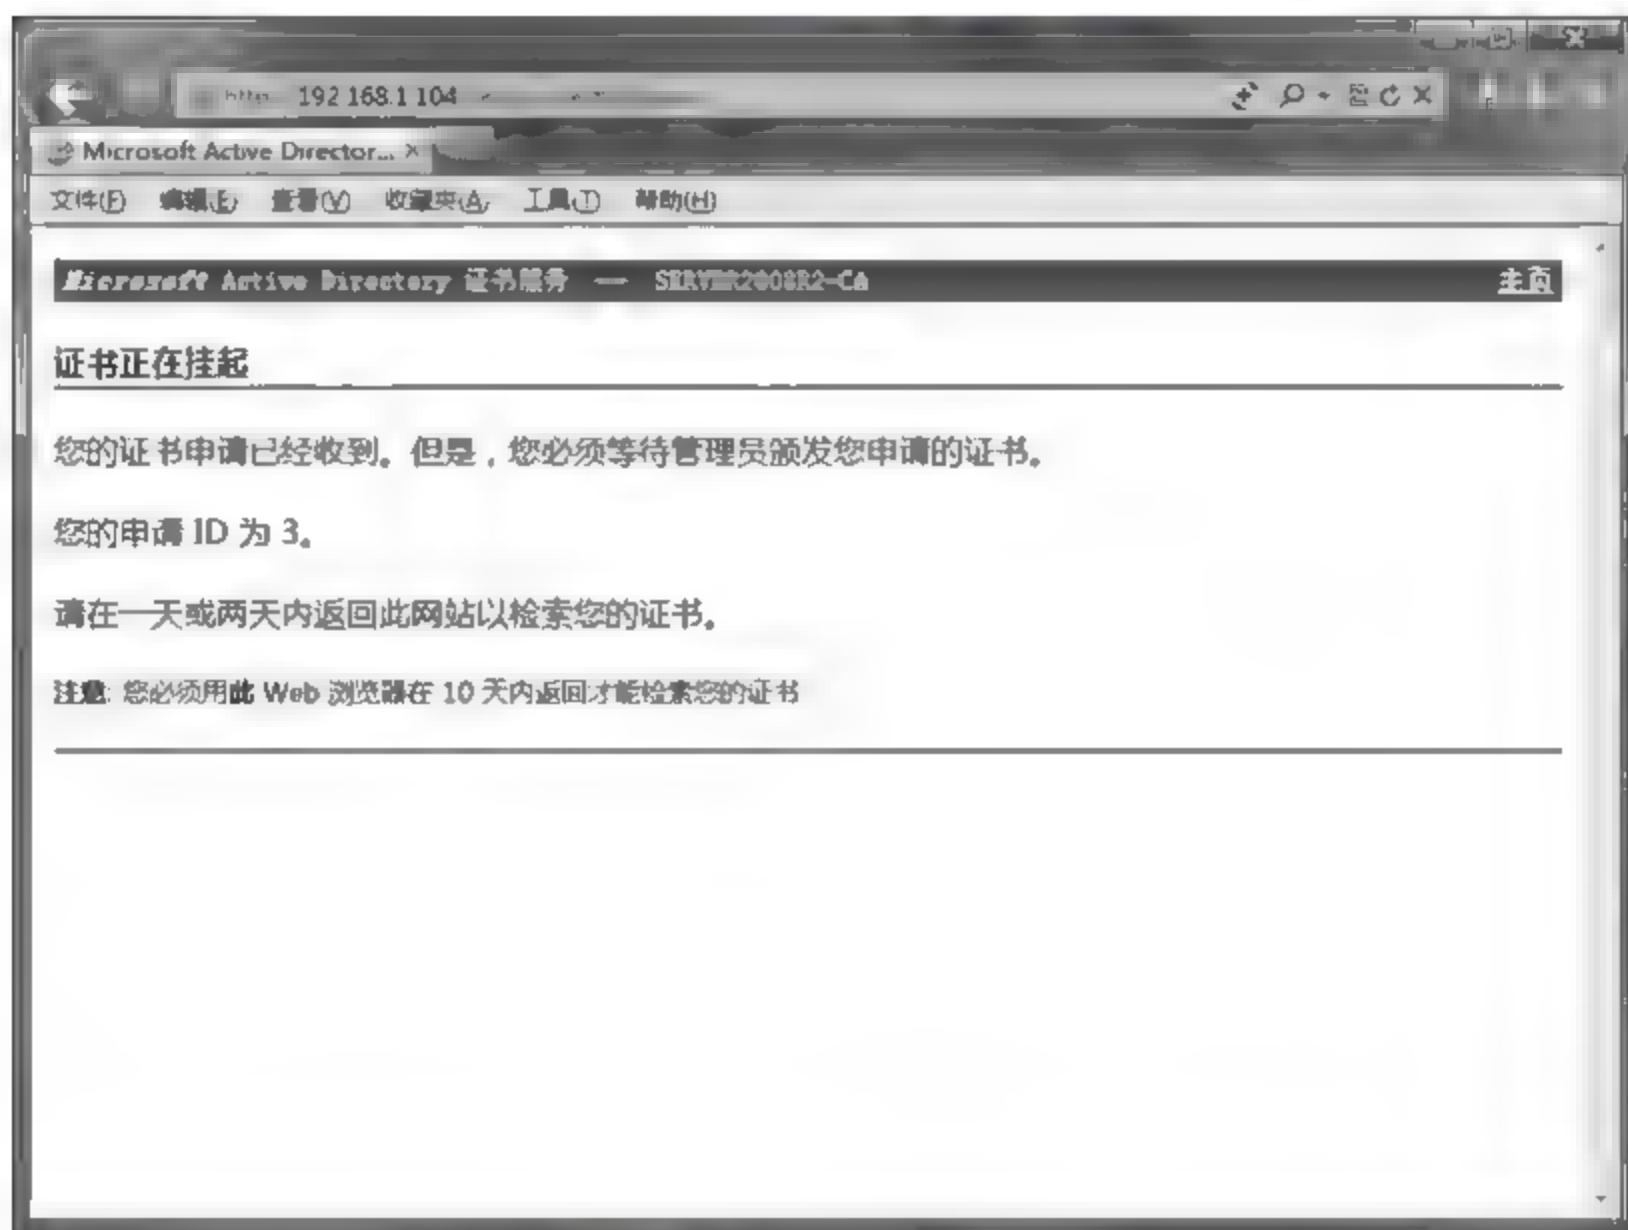 http 192.168.1.104
Microsoft Active Director... ×
文件(F) 编辑(E) 查看(V) 收藏夹(A) 工具(T) 帮助(H)
Microsoft Active Directory 证书服务 — SERVER2008R2-CA 主页
证书正在挂起
您的证书申请已经收到。但是，您必须等待管理员颁发您申请的证书。
您的申请 ID 为 3。
请在一天或两天内返回此网站以检索您的证书。
注意: 您必须用此 Web 浏览器在 10 天内返回才能检索您的证书